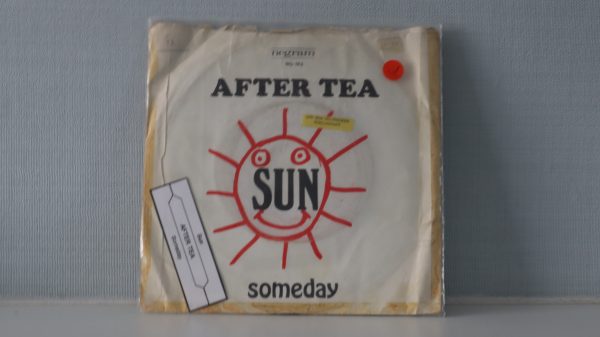 negram
AFTER TEA
SUN
someday
Sun
AFTER TEA
Someday